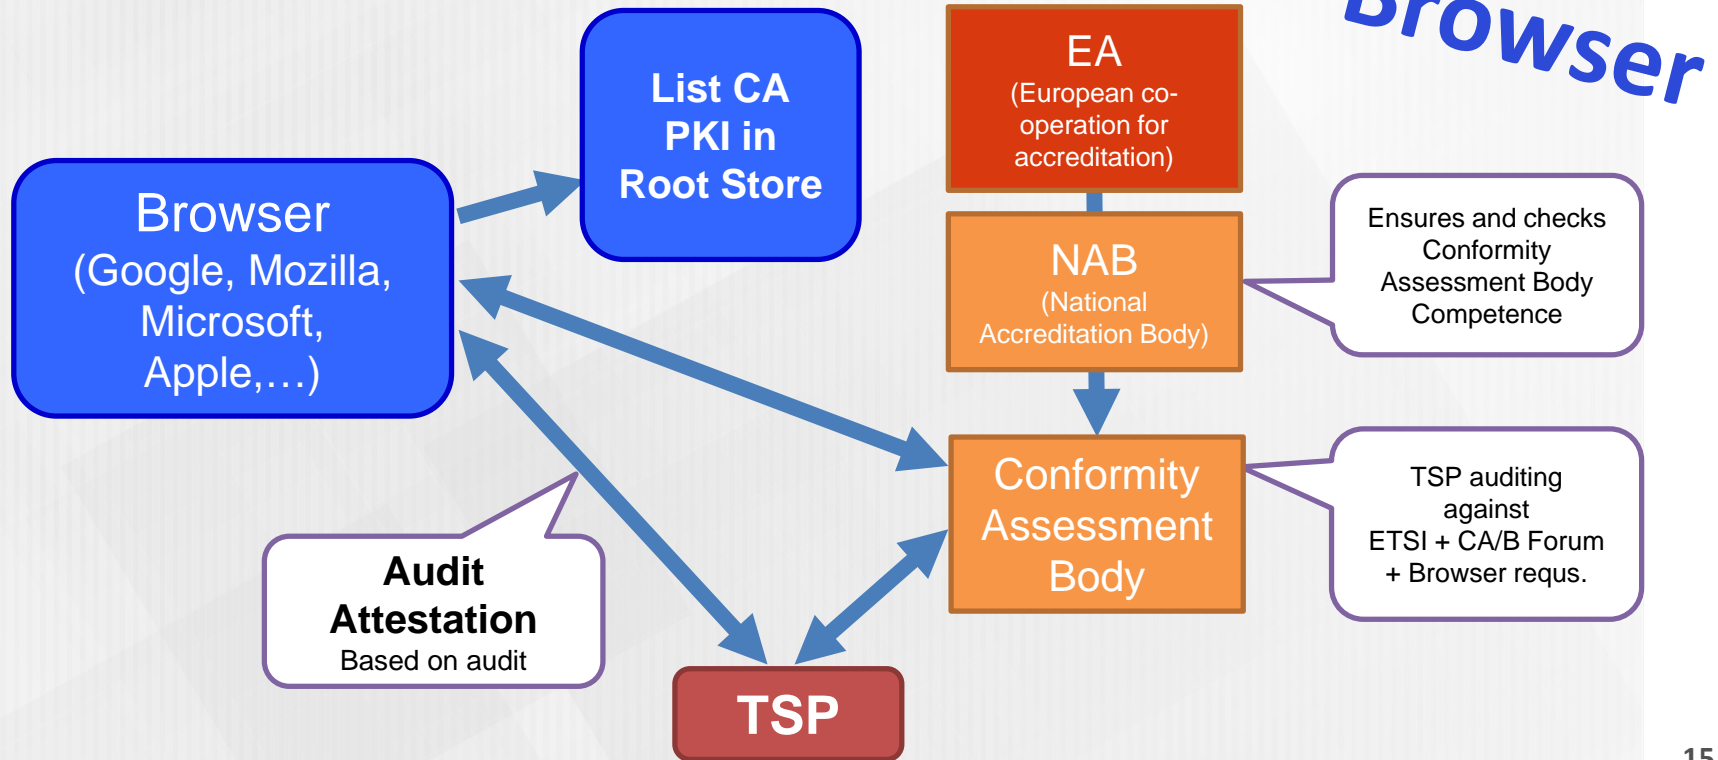 Browser
List CA
PKI in
Root Store
EA
(European co-
operation for
accreditation)
Browser
(Google, Mozilla,
Microsoft,
Apple,…)
NAB
(National
Accreditation Body)
Ensures and checks
Conformity
Assessment Body
Competence
Conformity
Assessment
Body
TSP auditing
against
ETSI + CA/B Forum
+ Browser requs.
Audit
Attestation
Based on audit
TSP
15